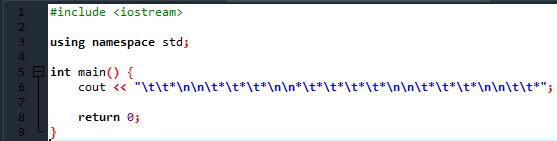 1 #include <iostream>
2
3 using namespace std;
4
5 int main() {
6 cout << "\t\t*\n\n\t*\t*\t*\n\n*\t*\t*\t*\t*\n\n\t*\t*\t*\n\n\t\t*";
7
8 return 0;
9 }